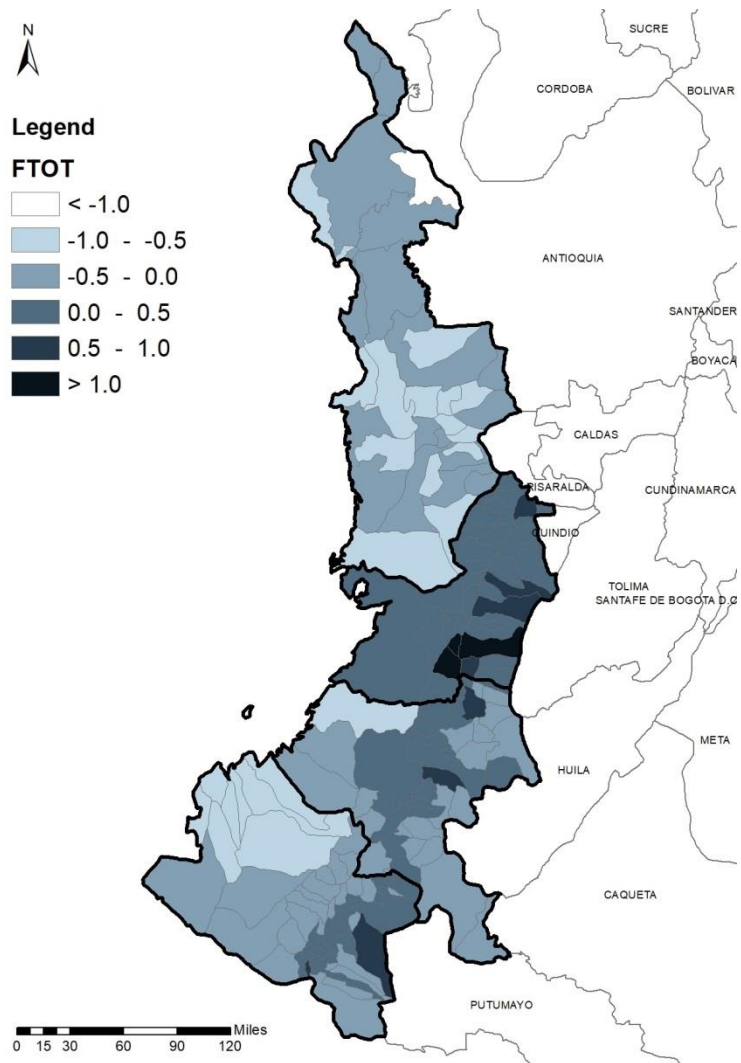 N
Legend
FTOT
< -1.0
-1.0 - -0.5
-0.5 - 0.0
0.0 - 0.5
0.5 - 1.0
> 1.0
SUCRE
CORDOBA
BOLIVAR
ANTIOQUIA
SANTANDER
BOYACA
CALDAS
RISARALDA
CUNDINAMARCA
QUINDIO
TOLIMA
SANTAFE DE BOGOTA D.C
META
HUILA
CAQUETA
PUTUMAYO
Miles
0 15 30 60 90 120